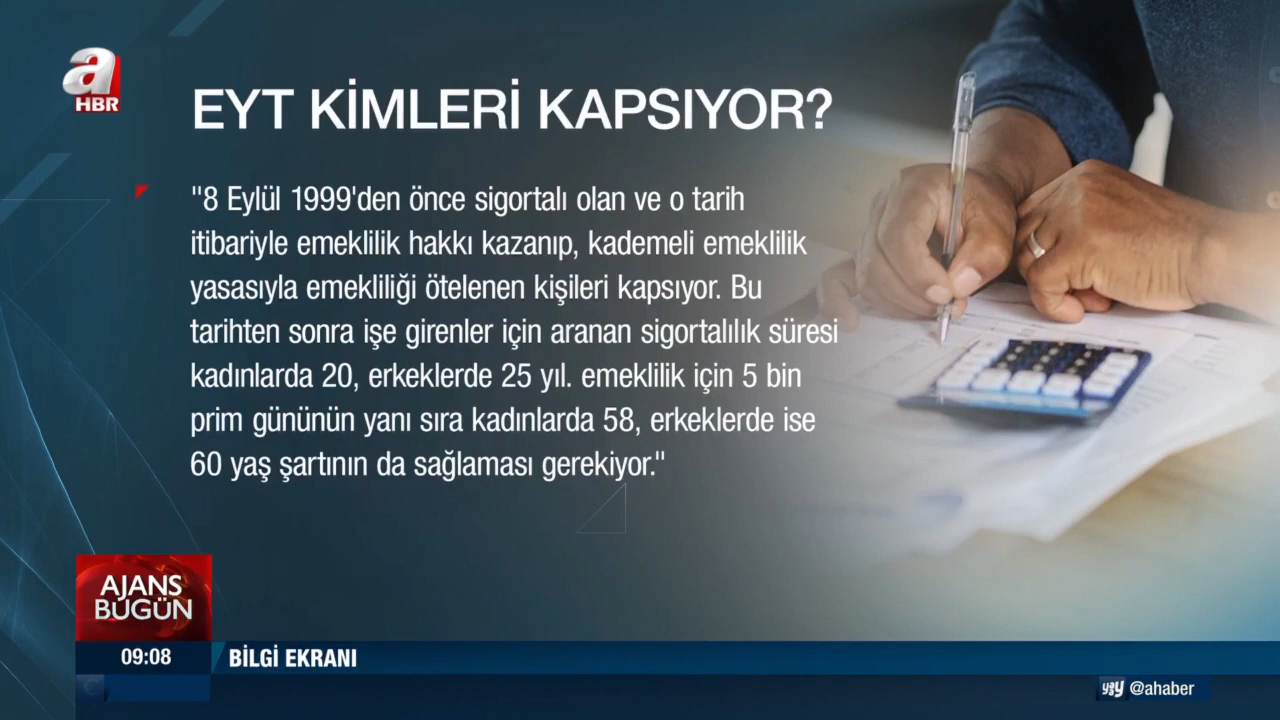 a
HBR
EYT KİMLERİ KAPSIYOR?
"8 Eylül 1999'den önce sigortalı olan ve o tarih
itibariyle emeklilik hakkı kazanıp, kademeli emeklilik
yasasıyla emekliliği ötelenen kişileri kapsıyor. Bu
tarihten sonra işe girenler için aranan sigortalılık süresi
kadınlarda 20, erkeklerde 25 yıl. emeklilik için 5 bin
prim gününün yanı sıra kadınlarda 58, erkeklerde ise
60 yaş şartının da sağlaması gerekiyor."
AJANS
BUGÜN
09:08
BİLGİ EKRANI
@ahaber